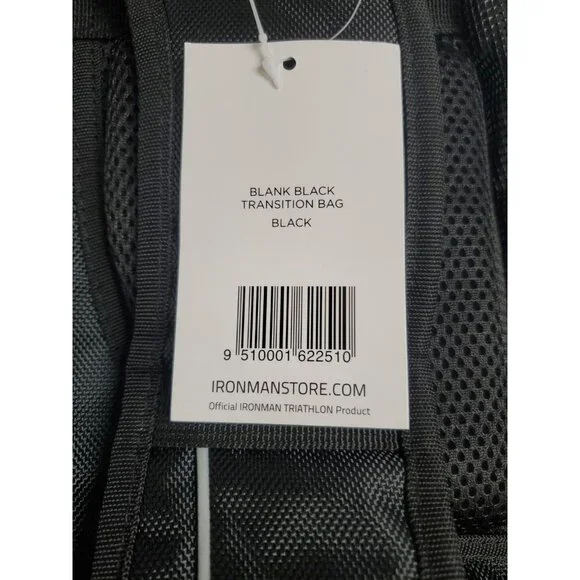 BLANK BLACK
TRANSITION BAG
BLACK
9 510001 622510
IRONMANSTORE.COM
Official IRONMAN TRIATHLON Product